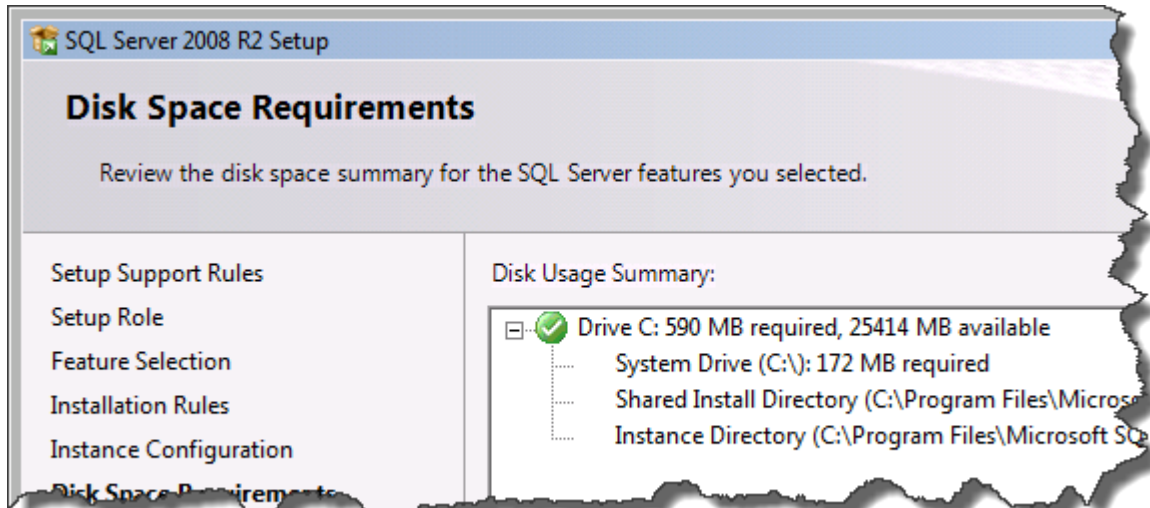 SQL Server 2008 R2 Setup
Disk Space Requirements
Review the disk space summary for the SQL Server features you selected.
Setup Support Rules
Setup Role
Feature Selection
Installation Rules
Instance Configuration
Disk Space Requirements
Disk Usage Summary:
Drive C: 590 MB required, 25414 MB available
System Drive (C:\): 172 MB required
Shared Install Directory (C:\Program Files\Micros
Instance Directory (C:\Program Files\Microsoft S